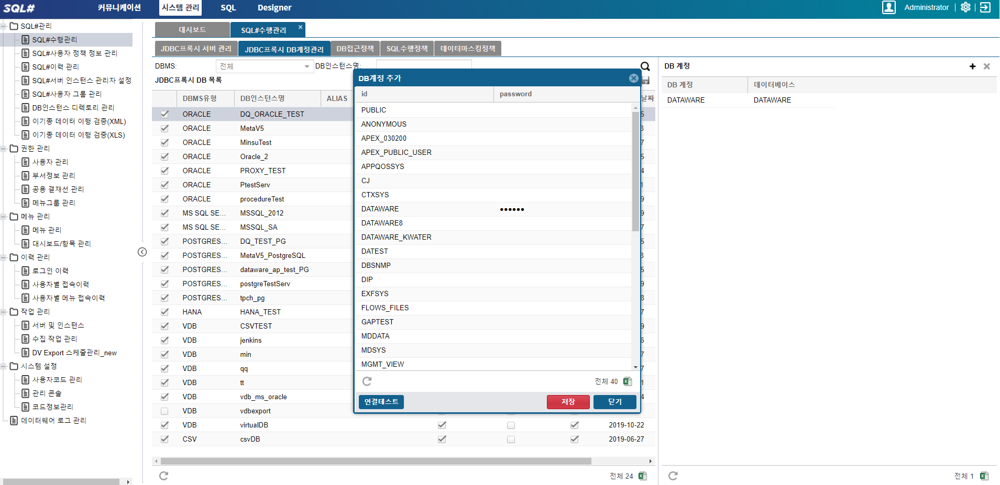 SQL#
커뮤니케이션
시스템 관리
SQL
Designer
Administrator
SQL#관리
SQL#수행관리
SQL#사용자 정책 정보 관리
SQL#이력 관리
SQL#서버 인스턴스 관리자 설정
SQL#사용자 그룹 관리
DB인스턴스 디렉토리 관리
이기종 데이터 이행 검증(XML)
이기종 데이터 이행 검증(XLS)
권한 관리
사용자 관리
부서정보 관리
공용 결재선 관리
메뉴그룹 관리
메뉴 관리
메뉴 관리
대시보드/항목 관리
이력 관리
로그인 이력
사용자별 접속이력
사용자별 메뉴 접속이력
작업 관리
서버 및 인스턴스
수집 작업 관리
DV Export 스케줄관리_new
시스템 설정
사용자코드 관리
관리 콘솔
코드정보관리
데이터웨어 로그 관리
대시보드
SQL#수행관리
JDBC프록시 서버 관리
JDBC프록시 DB계정관리
DB접근정책
SQL수행정책
데이터마스킹정책
DBMS:
전체
DB인스턴스명:
JDBC프록시 DB 목록
DBMS유형 DB인스턴스명 ALIAS 날짜
ORACLE DQ_ORACLE_TEST 5
ORACLE MetaV5 3
ORACLE MinsuTest 7
ORACLE Oracle_2 5
ORACLE PROXY_TEST 4
ORACLE PtestServ 1
ORACLE procedureTest 9
MS SQL SE... MSSQL_2012 9
MS SQL SE... MSSQL_SA 7
POSTGRES... DQ_TEST_PG 5
POSTGRES... MetaV5_PostgreSQL 3
POSTGRES... dataware_ap_test_PG 5
POSTGRES... postgreTestServ 9
POSTGRES... tpch_pg 8
HANA HANA_TEST 7
VDB CSVTEST 9
VDB jenkins 6
VDB min 7
VDB qq 7
VDB tt 1
VDB vdb_ms_oracle 4
VDB vdbexport
VDB virtualDB 2019-10-22
CSV csvDB 2019-06-27
전체 24
DB계정 추가
id password
PUBLIC
ANONYMOUS
APEX_030200
APEX_PUBLIC_USER
APPQOSSYS
CJ
CTXSYS
DATAWARE ••••••
DATAWARE8
DATAWARE_KWATER
DATEST
DBSNMP
DIP
EXFSYS
FLOWS_FILES
GAPTEST
MDDATA
MDSYS
MGMT_VIEW
전체 40
연결테스트
저장
닫기
DB 계정
DB 계정 데이터베이스
DATAWARE DATAWARE
전체 1